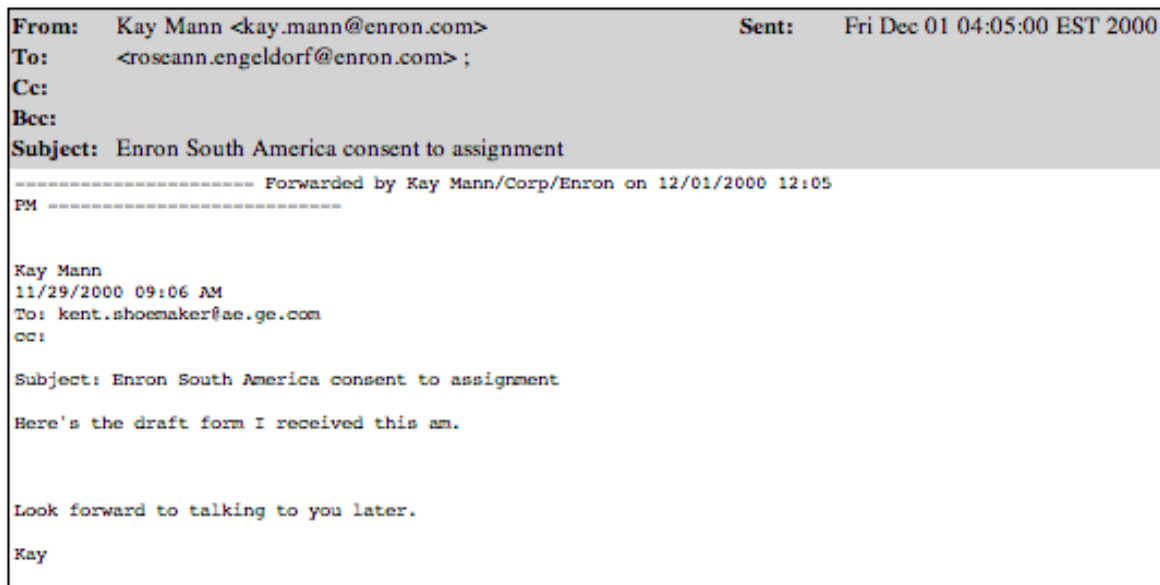 From: Kay Mann <kay.mann@enron.com> Sent: Fri Dec 01 04:05:00 EST 2000
To: <roseann.engeldorf@enron.com> ;
Cc:
Bcc:
Subject: Enron South America consent to assignment
---------------------- Forwarded by Kay Mann/Corp/Enron on 12/01/2000 12:05
PM ---------------------------
Kay Mann
11/29/2000 09:06 AM
To: kent.shoemaker@ae.ge.com
cc:
Subject: Enron South America consent to assignment
Here's the draft form I received this am.
Look forward to talking to you later.
Kay